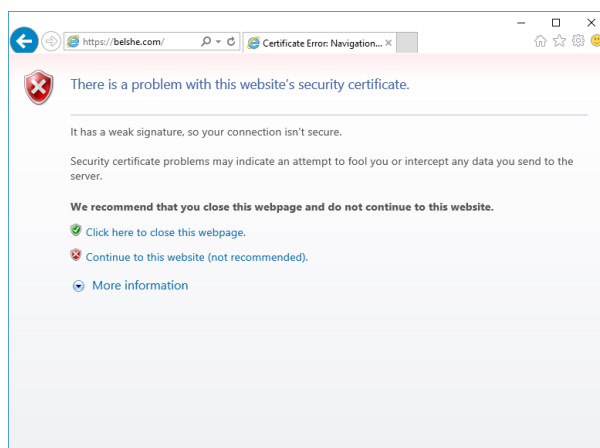 https://belshe.com/
Certificate Error: Navigation...
There is a problem with this website's security certificate.
It has a weak signature, so your connection isn't secure.
Security certificate problems may indicate an attempt to fool you or intercept any data you send to the
server.
We recommend that you close this webpage and do not continue to this website.
Click here to close this webpage.
Continue to this website (not recommended).
More information